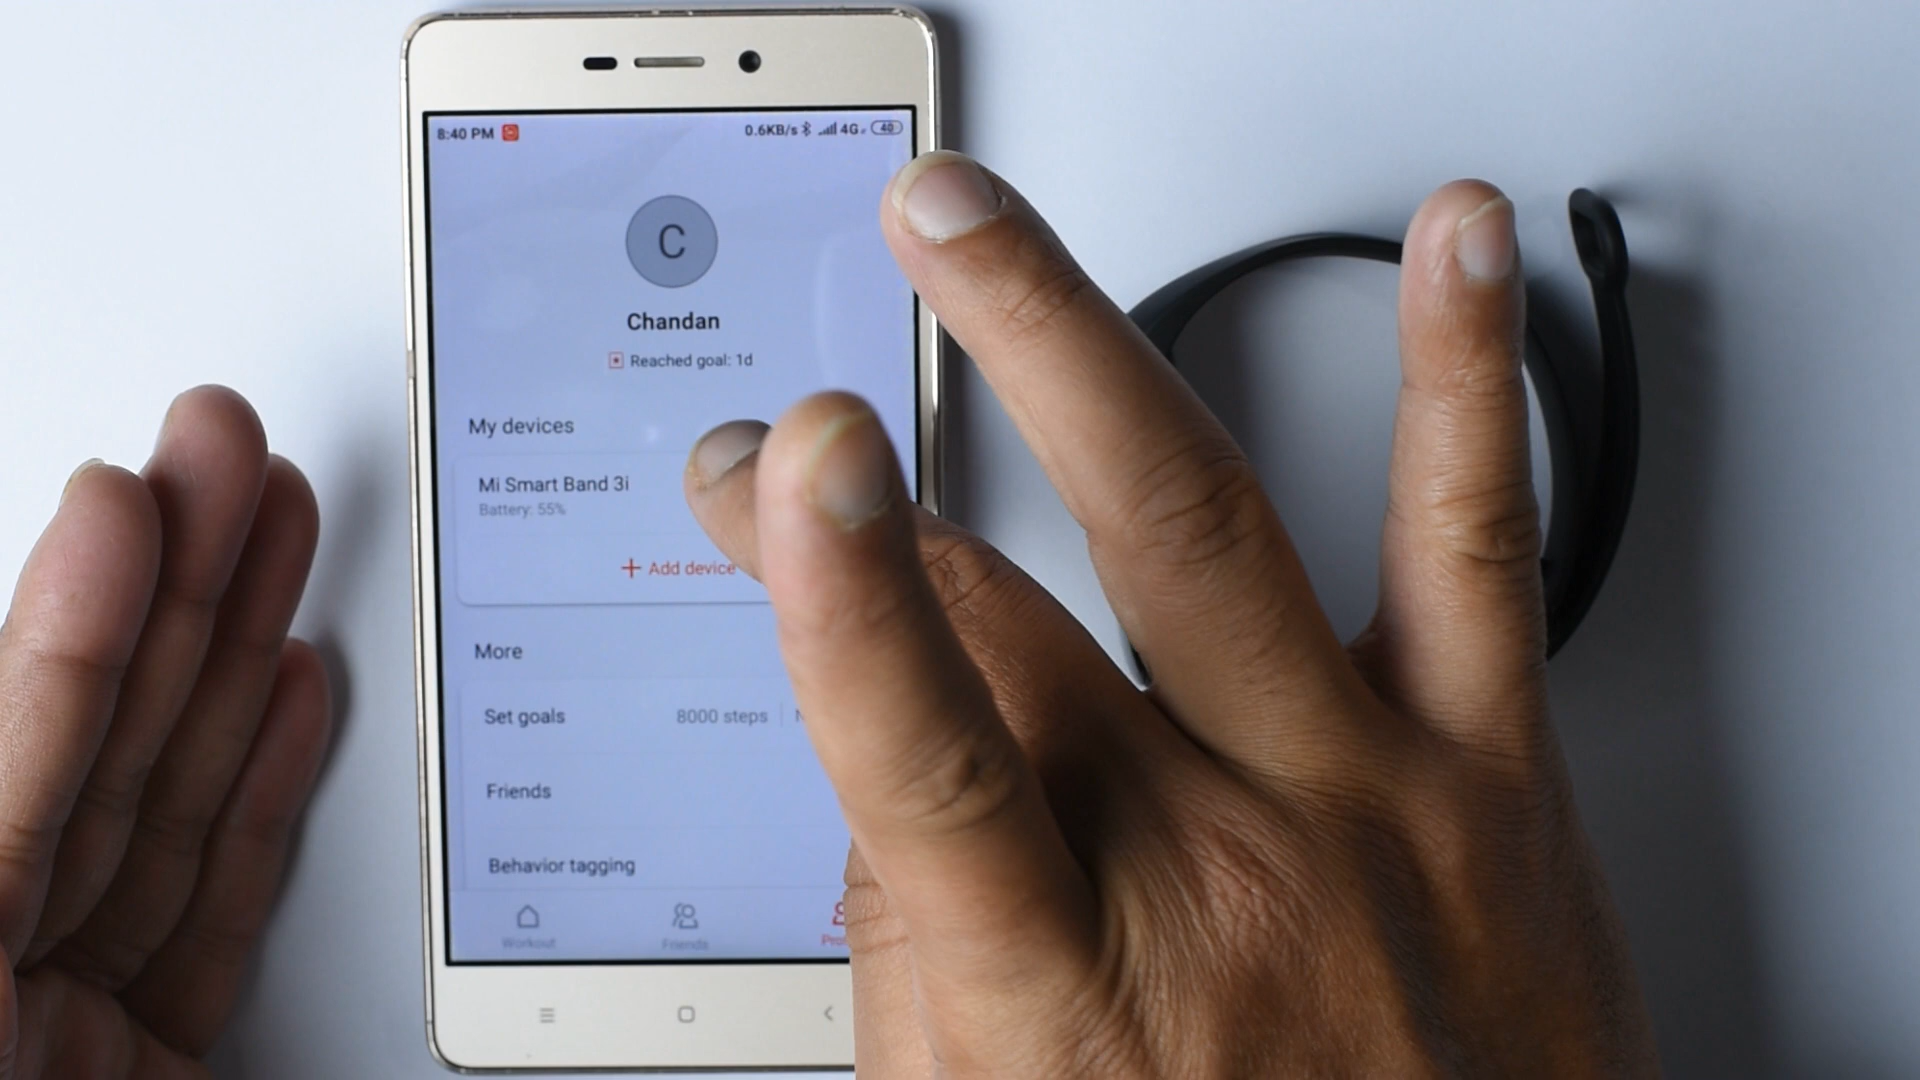 8:40 PM 0.6KB/s 4G 40
C
Chandan
Reached goal: 1d
My devices
Mi Smart Band 3i
Battery: 55%
+ Add device
More
Set goals 8000 steps
Friends
Behavior tagging
Workout Friends